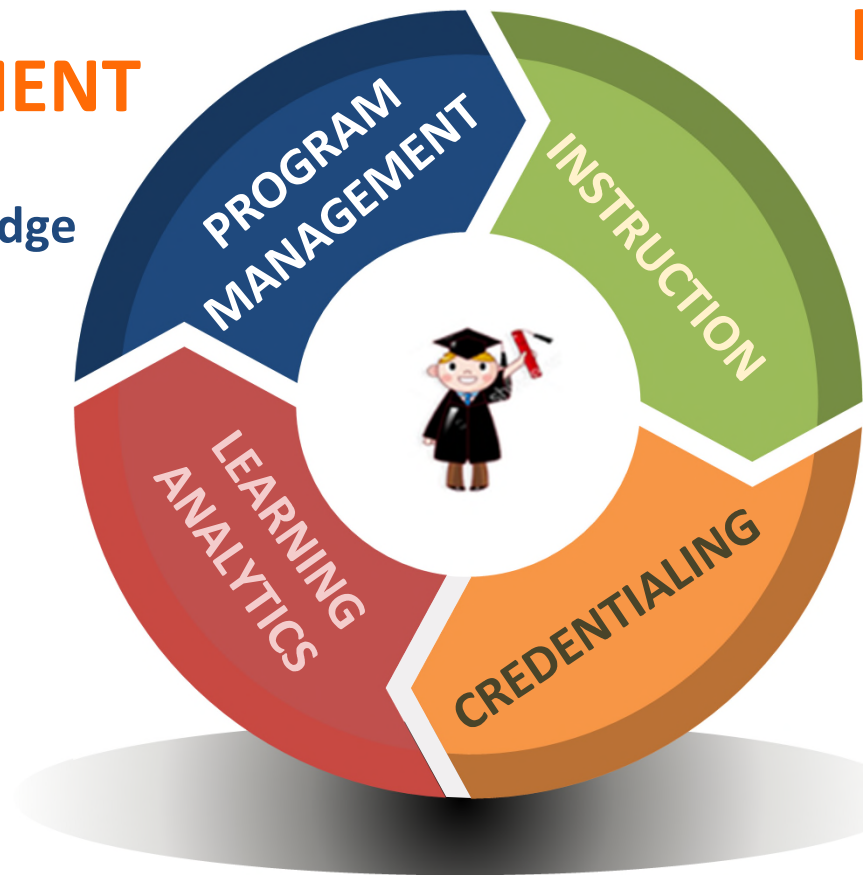 MENT
dge
PROGRAM
MANAGEMENT
INSTRUCTION
CREDENTIALING
LEARNING
ANALYTICS